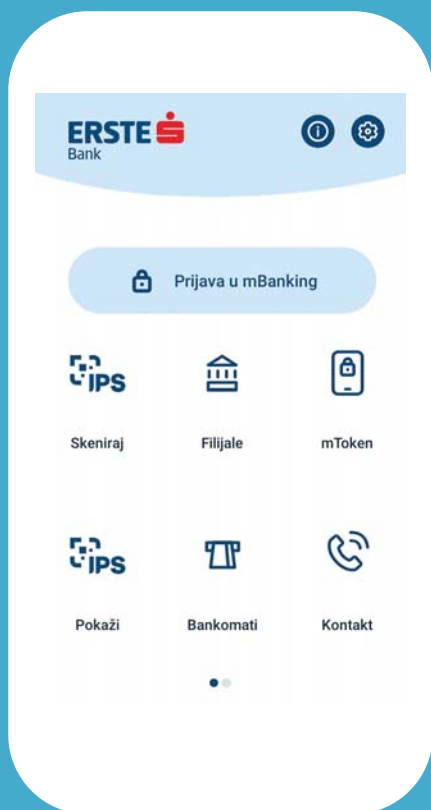 ERSTE
Bank
Prijava u mBanking
IPS
IPS
Skeniraj
Filijale
mToken
IPS
Pokaži
Bankomati
Kontakt